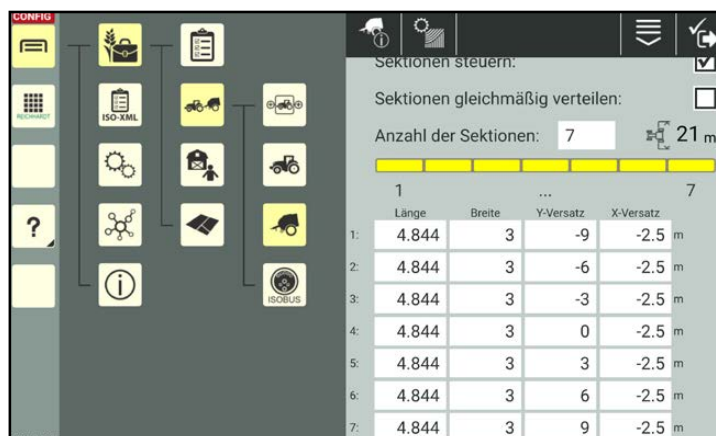 CONFIG
REICHHARDT
ISO-XML
?
ISOBUS
Sektionen steuern:
Sektionen gleichmäßig verteilen:
Anzahl der Sektionen: 7 21 m
1 ... 7
Länge Breite Y-Versatz X-Versatz
1: 4.844 3 -9 -2.5 m
2: 4.844 3 -6 -2.5 m
3: 4.844 3 -3 -2.5 m
4: 4.844 3 0 -2.5 m
5: 4.844 3 3 -2.5 m
6: 4.844 3 6 -2.5 m
7: 4.844 3 9 -2.5 m